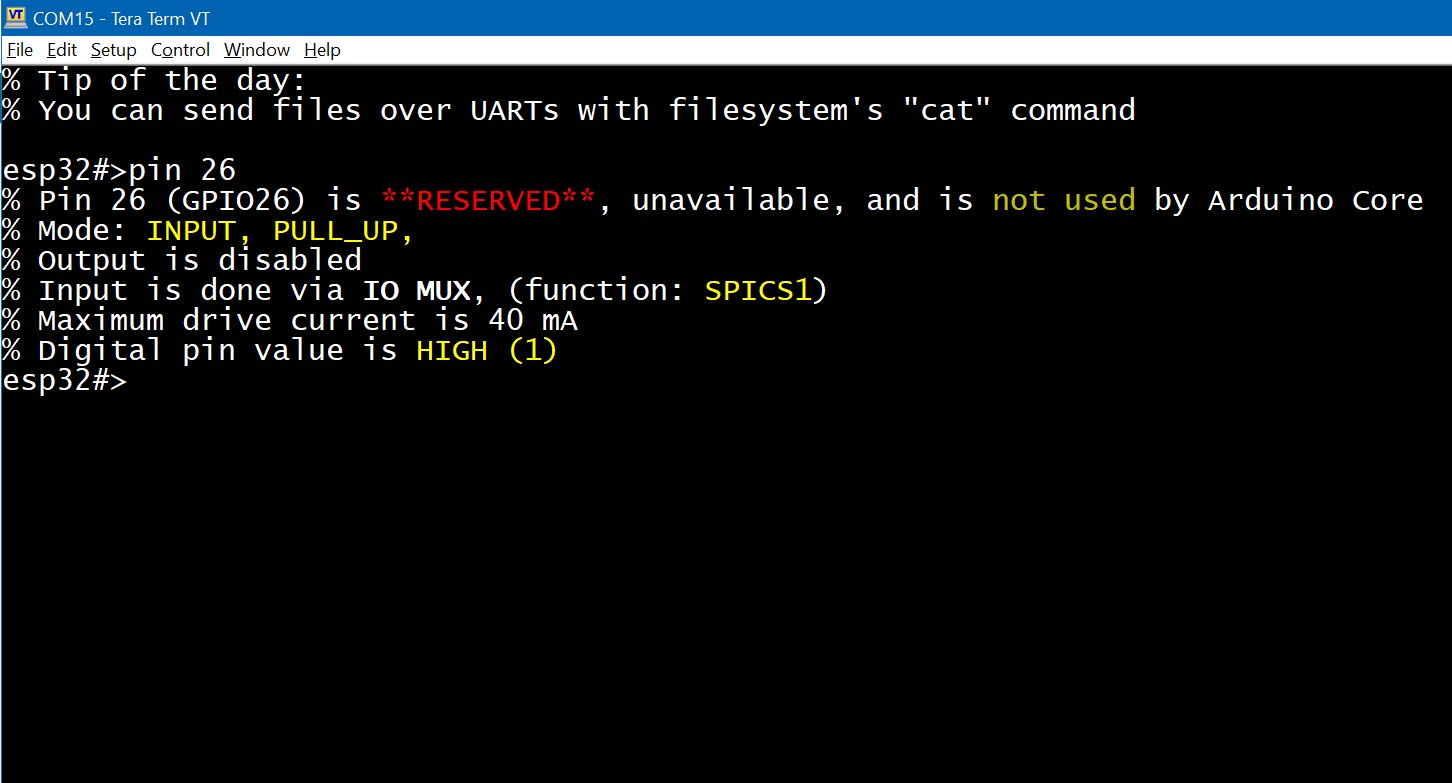 VT COM15 - Tera Term VT
File Edit Setup Control Window Help
% Tip of the day:
% You can send files over UARTs with filesystem's "cat" command
esp32#>pin 26
% Pin 26 (GPIO26) is **RESERVED**, unavailable, and is not used by Arduino Core
% Mode: INPUT, PULL_UP,
% Output is disabled
% Input is done via IO MUX, (function: SPICS1)
% Maximum drive current is 40 mA
% Digital pin value is HIGH (1)
esp32#>